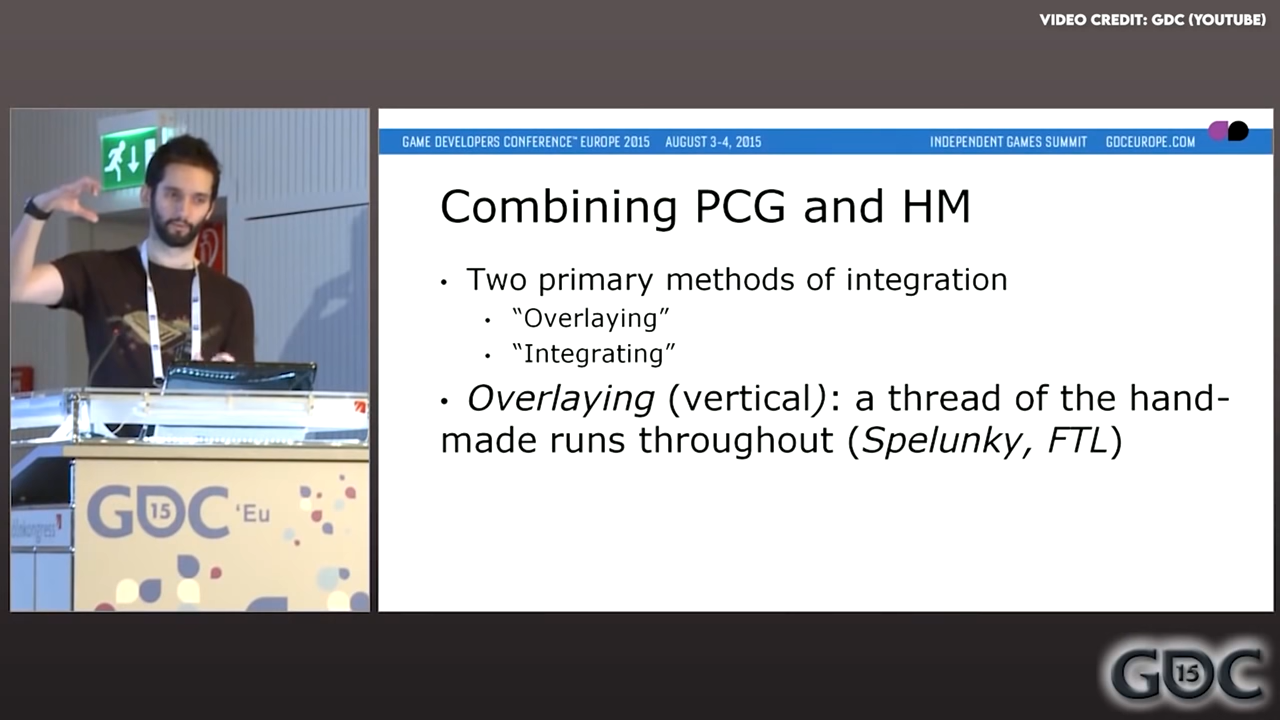 VIDEO CREDIT: GDC (YOUTUBE)
GAME DEVELOPERS CONFERENCE™ EUROPE 2015 AUGUST 3-4, 2015 INDEPENDENT GAMES SUMMIT GDCEUROPE.COM
Combining PCG and HM
• Two primary methods of integration
• “Overlaying”
• “Integrating”
• Overlaying (vertical): a thread of the hand-
made runs throughout (Spelunky, FTL)
GDC 15 'Eu
GDC 15